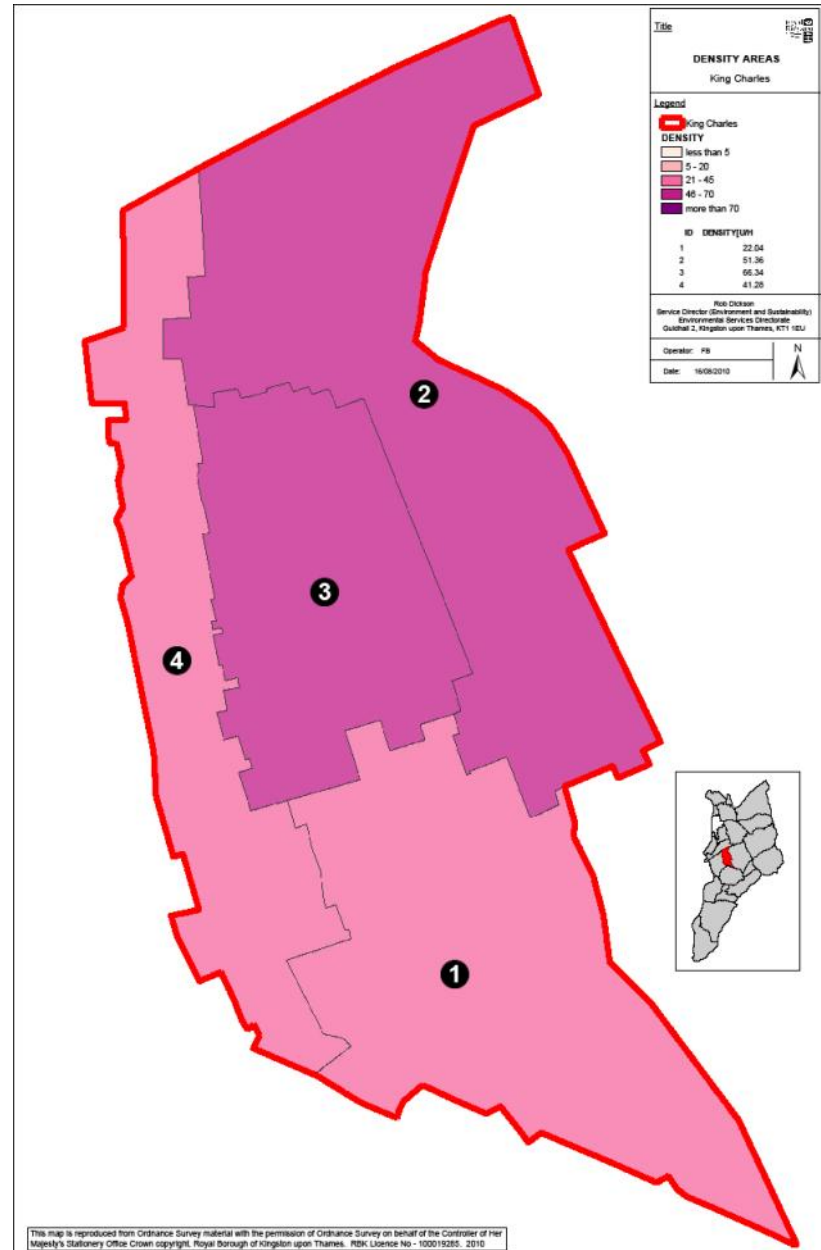 Title
DENSITY AREAS
King Charles
Legend
King Charles
DENSITY
less than 5
5 - 20
21 - 45
46 - 70
more than 70
ID DENSITY[U/H
1 22.04
2 51.36
3 66.34
4 41.28
Rob Dickson
Service Director (Environment and Sustainability)
Environmental Services Directorate
Guildhall 2, Kingston upon Thames, KT1 1EU
Operator: FB
Date: 16/08/2010
N
2
3
4
1
This map is reproduced from Ordnance Survey material with the permission of Ordnance Survey on behalf of the Controller of Her
Majesty's Stationery Office Crown copyright. Royal Borough of Kingston upon Thames. RBK Licence No - 100019285. 2010